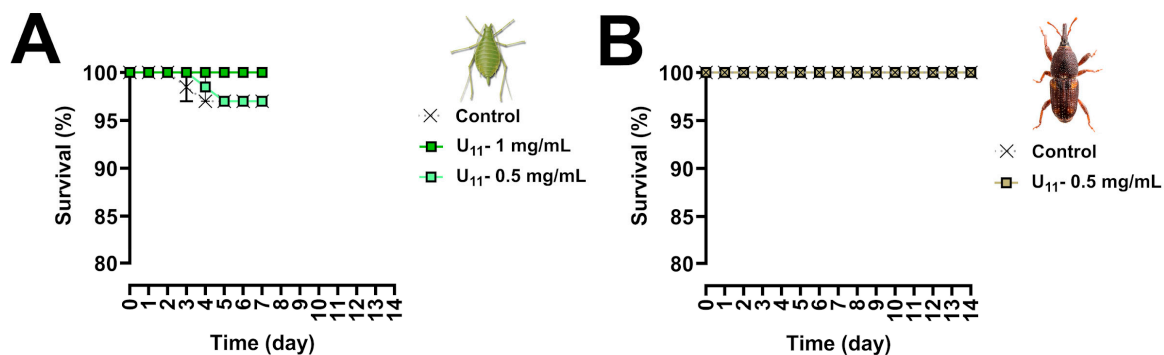 A
100
95
90
85
80
Survival (%)
0 1 2 3 4 5 6 7 8 9 10 11 12 13 14
Time (day)
Control
U₁₁- 1 mg/mL
U₁₁- 0.5 mg/mL
B
100
95
90
85
80
Survival (%)
0 1 2 3 4 5 6 7 8 9 10 11 12 13 14
Time (day)
Control
U₁₁- 0.5 mg/mL